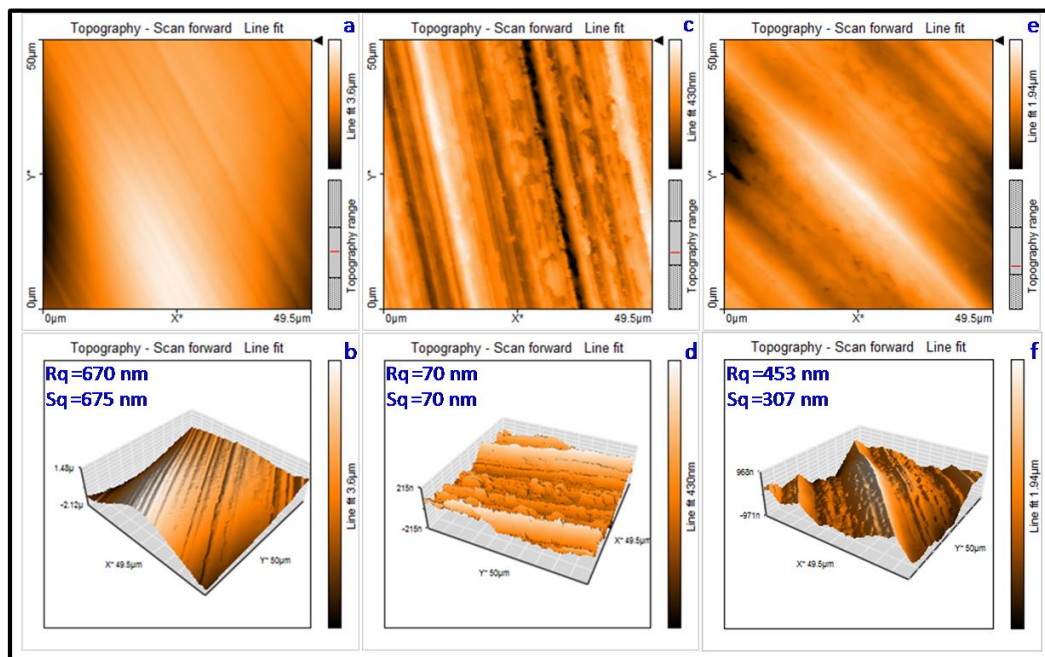 Topography - Scan forward Line fit
a
50µm
Y*
0µm
0µm
X*
49.5µm
Line fit 3.6µm
Topography range
Topography - Scan forward Line fit
c
50µm
Y*
0µm
0µm
X*
49.5µm
Line fit 430nm
Topography range
Topography - Scan forward Line fit
e
50µm
Y*
0µm
0µm
X*
49.5µm
Line fit 1.94µm
Topography range
Topography - Scan forward Line fit
b
Rq=670 nm
Sq=675 nm
1.48µ
-2.12µ
X* 49.5µm
Y* 50µm
Line fit 3.6µm
Topography - Scan forward Line fit
d
Rq=70 nm
Sq=70 nm
215n
-215n
Y* 50µm
X* 49.5µm
Line fit 430nm
Topography - Scan forward Line fit
f
Rq=453 nm
Sq=307 nm
968n
-971n
X* 49.5µm
Y* 50µm
Line fit 1.94µm